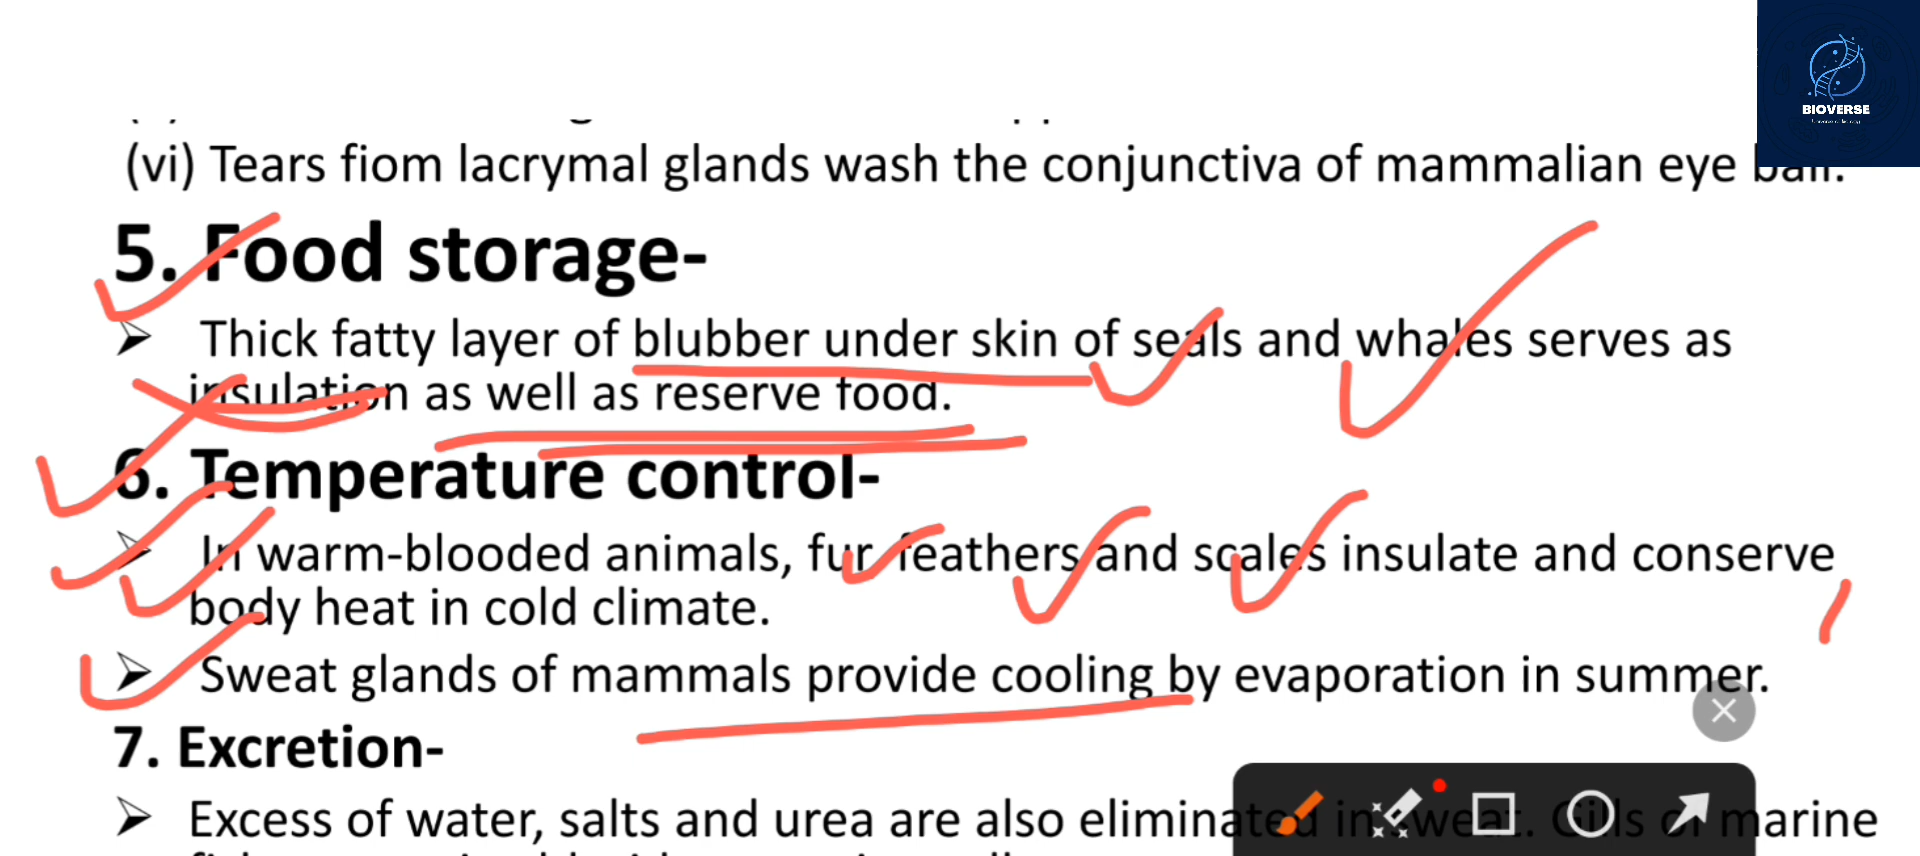 BIOVERSE
(vi) Tears fiom lacrymal glands wash the conjunctiva of mammalian eye ball.
5. Food storage-
Thick fatty layer of blubber under skin of seals and whales serves as
insulation as well as reserve food.
6. Temperature control-
In warm-blooded animals, fur feathers and scales insulate and conserve
body heat in cold climate.
Sweat glands of mammals provide cooling by evaporation in summer.
7. Excretion-
Excess of water, salts and urea are also eliminated in sweat. Gills of marine